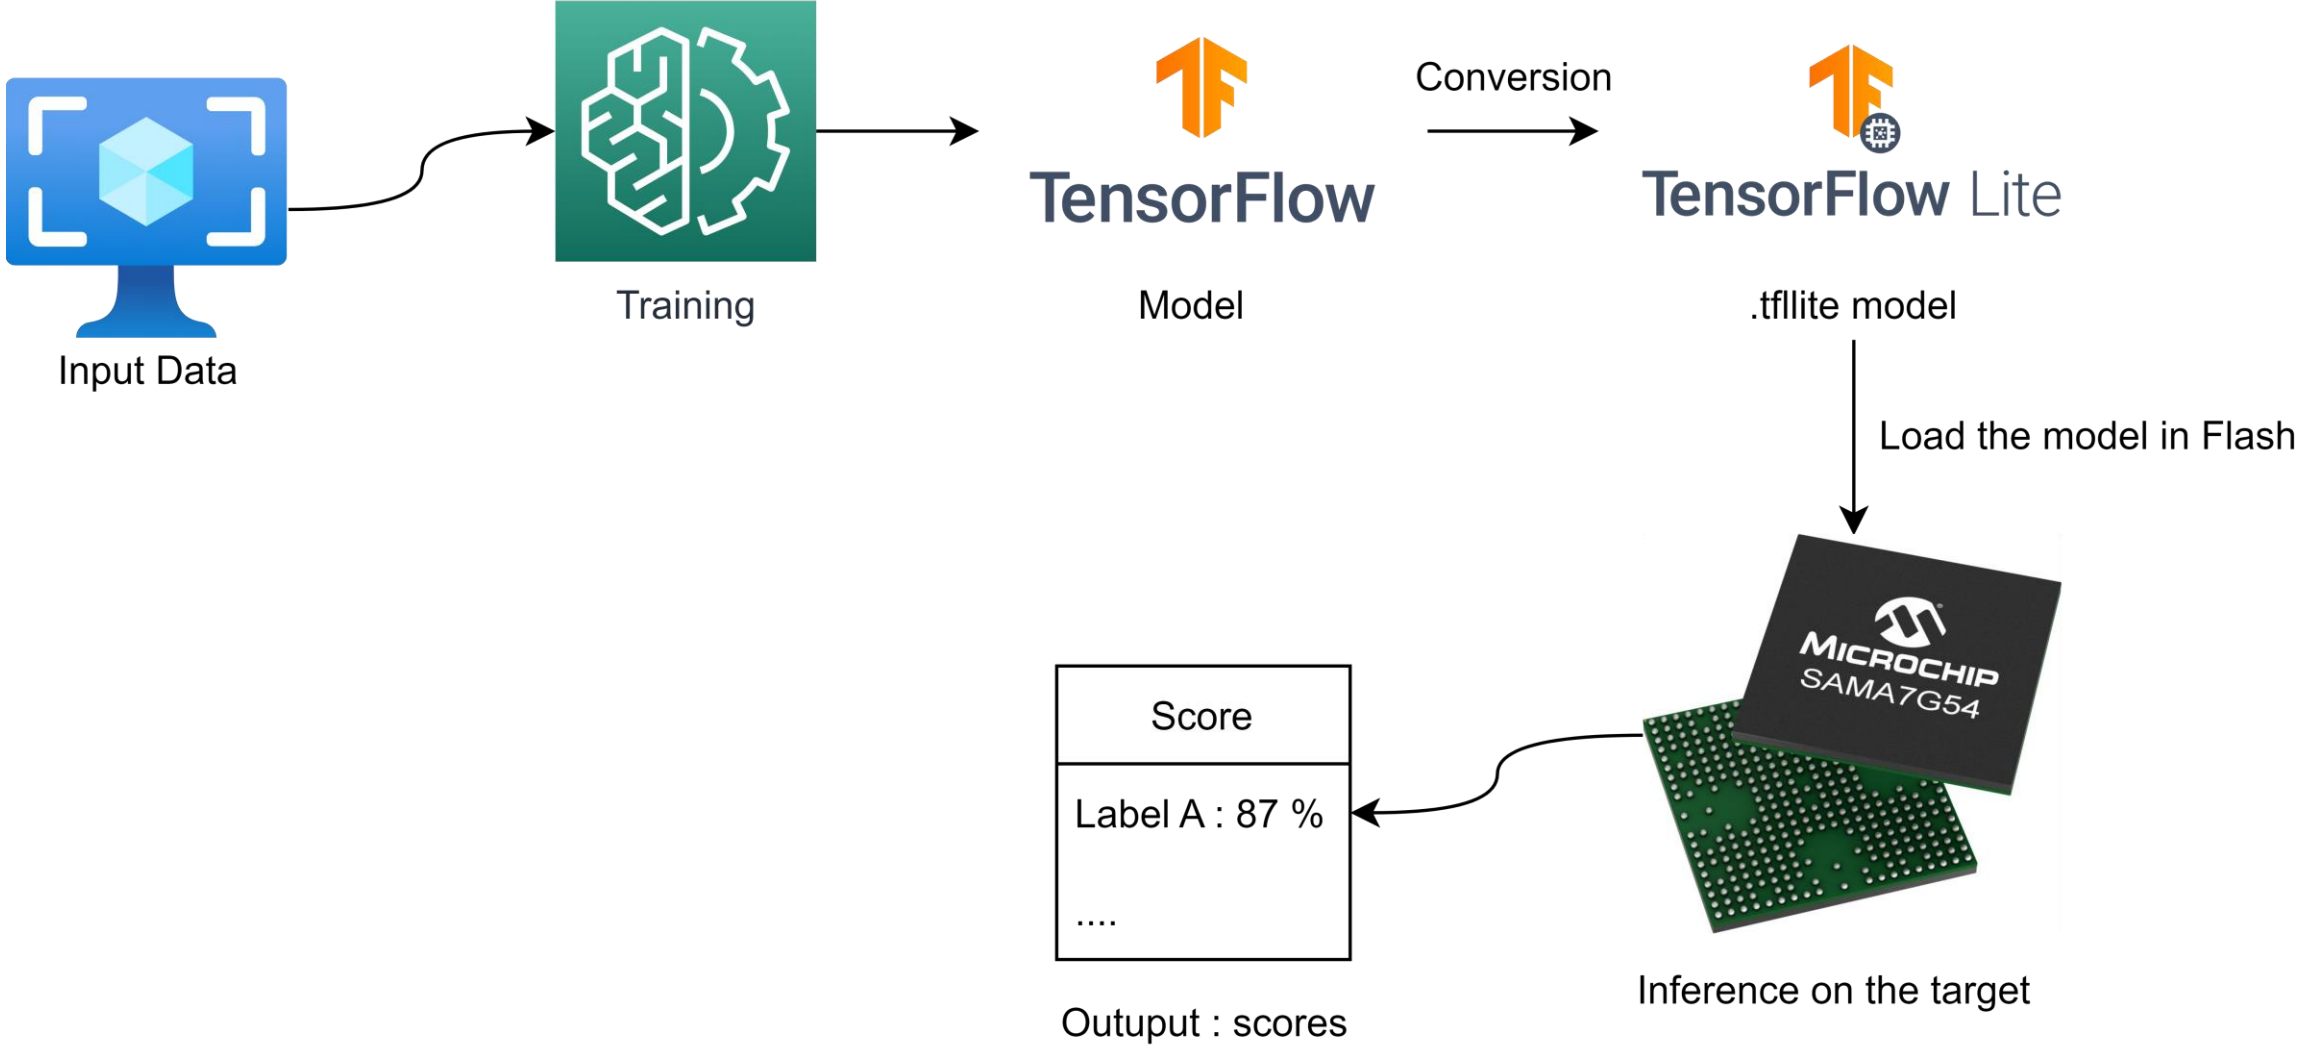 Input Data
Training
TensorFlow
Model
Conversion
TensorFlow Lite
.tfllite model
Load the model in Flash
MICROCHIP
SAMA7G54
Inference on the target
Score
Label A : 87 %
....
Outuput : scores